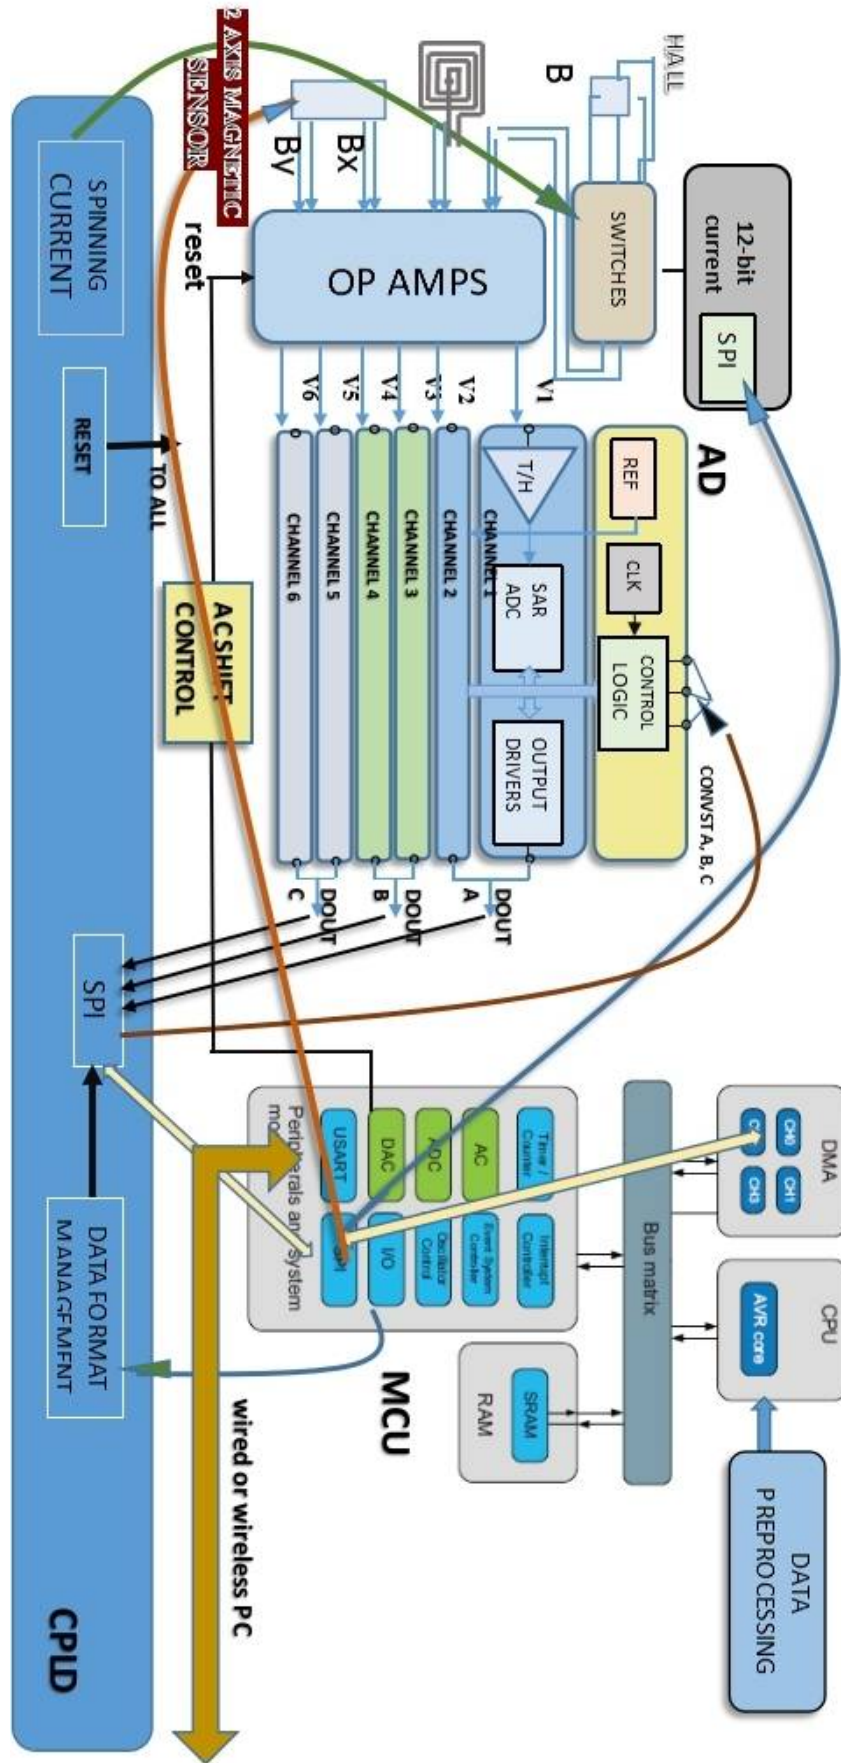 HALL
B
12-bit
current
SPI
SWITCHES
2 AXIS MAGNETIC
SENSOR
Bx
By
OP AMPS
reset
SPINNING
CURRENT
RESET
TO ALL
V1
V2
V3
V4
V5
V6
AD
REF
CLK
CONTROL
LOGIC
CONVST A, B, C
T/H
SAR
ADC
OUTPUT
DRIVERS
CHANNEL 1
CHANNEL 2
CHANNEL 3
CHANNEL 4
CHANNEL 5
CHANNEL 6
DOUT
A
DOUT
B
DOUT
C
ACSHIFT
CONTROL
SPI
DATA FORMAT
MANAGEMENT
CPLD
DMA
CH0
CH1
CH3
CPU
AVR core
Bus matrix
DATA
PREPROCESSING
Timer /
Counter
Interrupt
Controller
AC
Event System
Controller
ADC
Oscillator
Control
DAC
I/O
USART
SPI
Peripherals and system
RAM
SRAM
MCU
wired or wireless PC